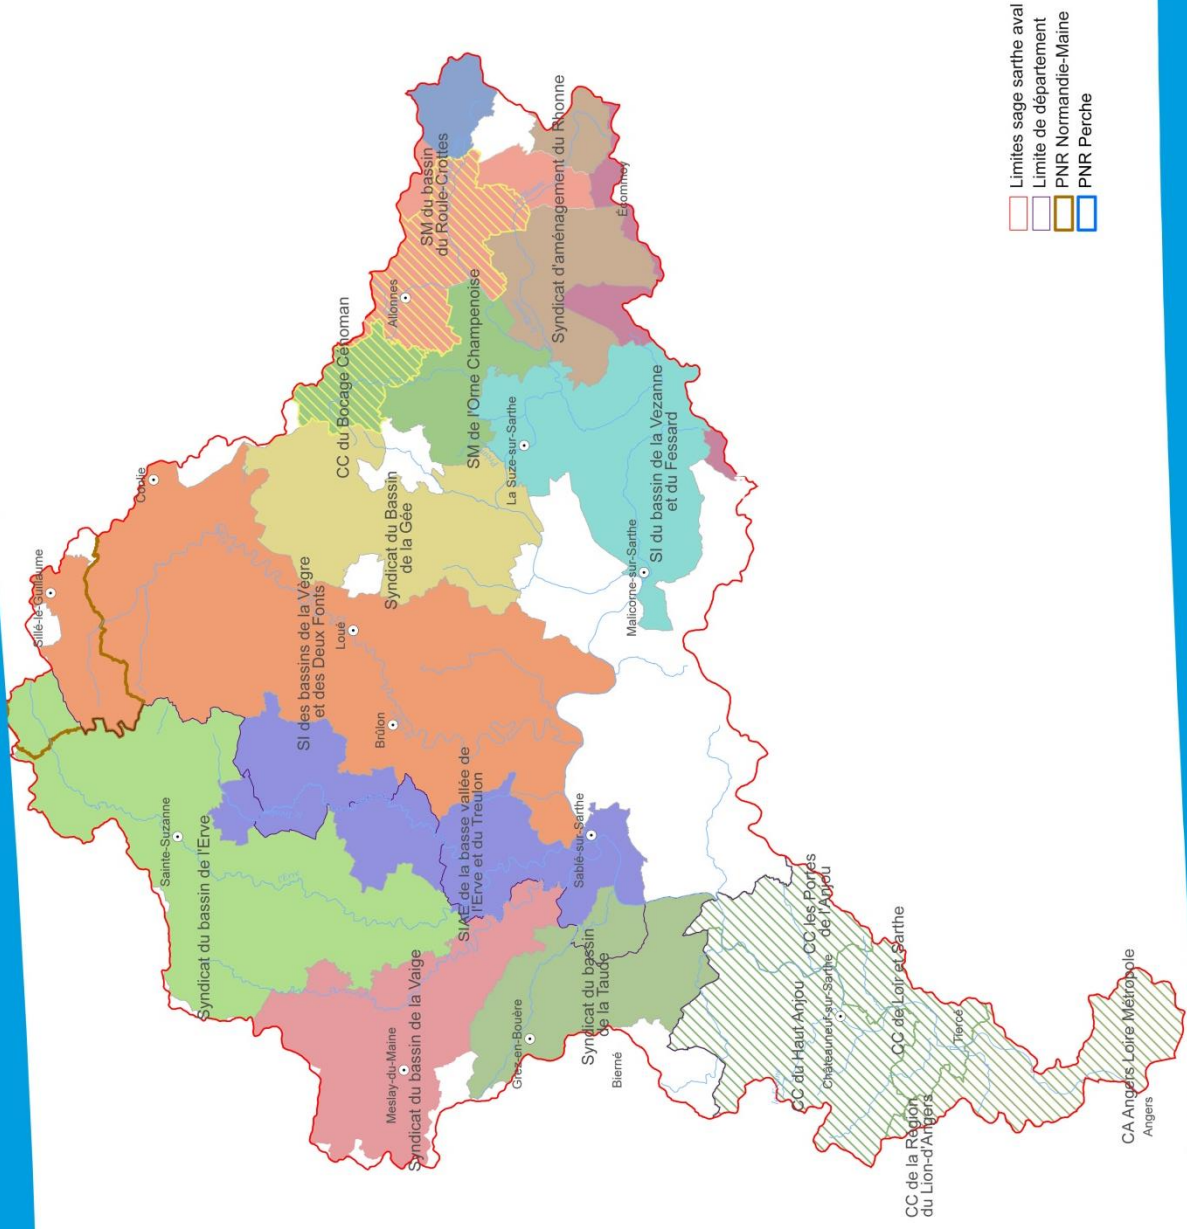 Limites sage sarthe aval
Limite de département
PNR Normandie-Maine
PNR Perche
Sillé-le-Guillaume
Conlie
CC du Bocage Cénoman
Allonnes
SM du bassin
du Roule-Crottes
SM de l'Orne Champenoise
Syndicat d'aménagement du Rhonne
Écommoy
Syndicat du Bassin
de la Gée
La Suze-sur-Sarthe
SI du bassin de la Vezanne
et du Fessard
Malicorne-sur-Sarthe
SI des bassins de la Vègre
et des Deux Fonts
Loué
Brûlon
Sainte-Suzanne
Syndicat du bassin de l'Erve
l'Erve
SIAE de la basse vallée de
l'Erve et du Treulon
Sablé-sur-Sarthe
Meslay-du-Maine
Syndicat du bassin de la Vaige
Grez-en-Bouère
Syndicat du bassin
de la Taude
Bierné
CC du Haut Anjou
CC les Portes
de l'Anjou
Châteauneuf-sur-Sarthe
CC de Loir et Sarthe
CC de la Région
du Lion-d'Angers
Tiercé
CA Angers Loire Métropole
Angers